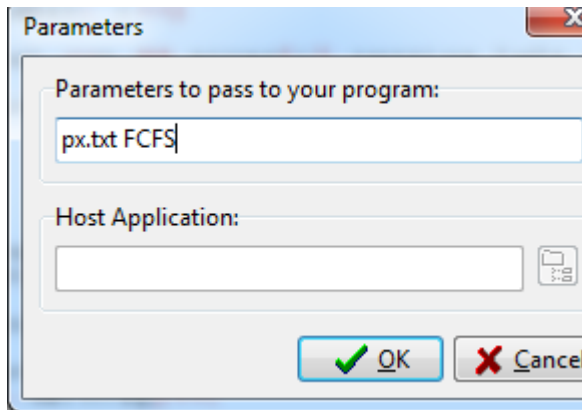 Parameters
Parameters to pass to your program:
px.txt FCFS
Host Application:
OK Cancel